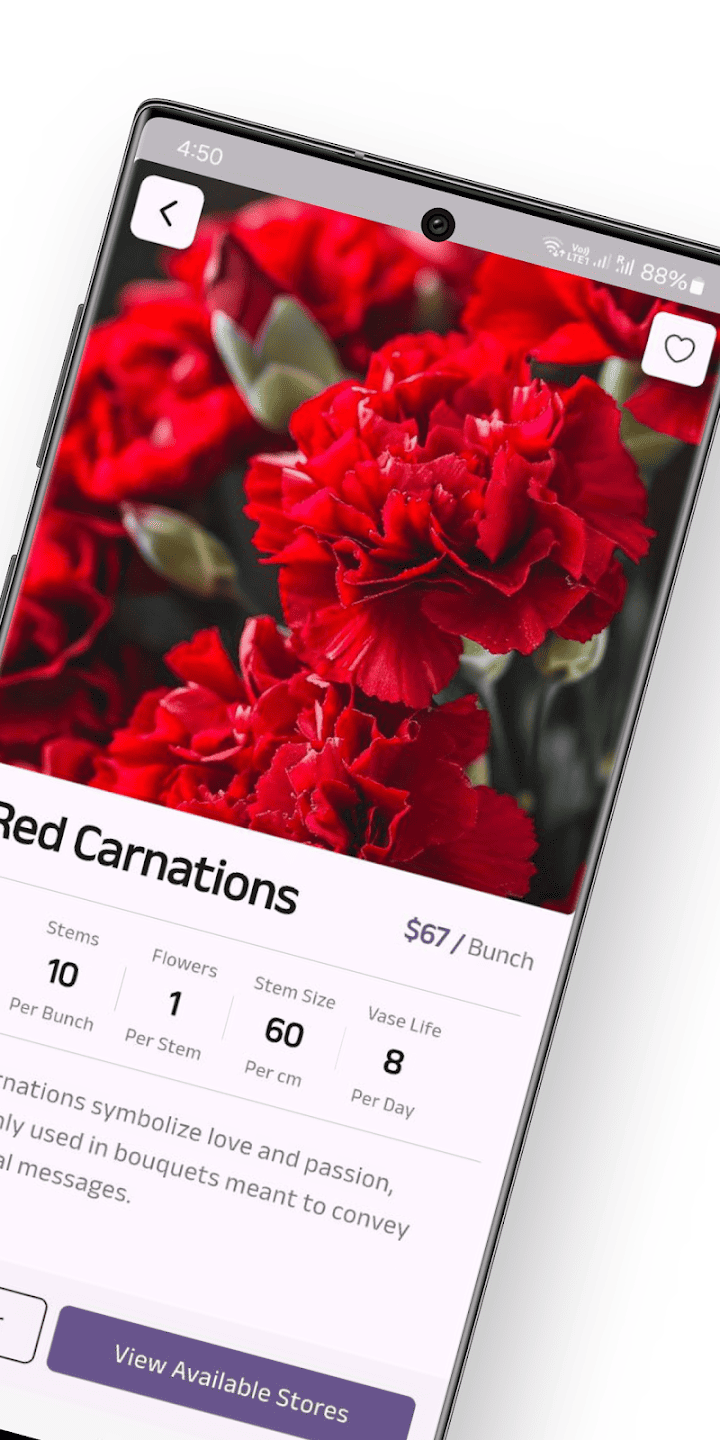 4:50
Vo))
LTE1
R
88%
Red Carnations
$67 / Bunch
Stems
10
Per Bunch
Flowers
1
Per Stem
Stem Size
60
Per cm
Vase Life
8
Per Day
rnations symbolize love and passion,
nly used in bouquets meant to convey
al messages.
View Available Stores